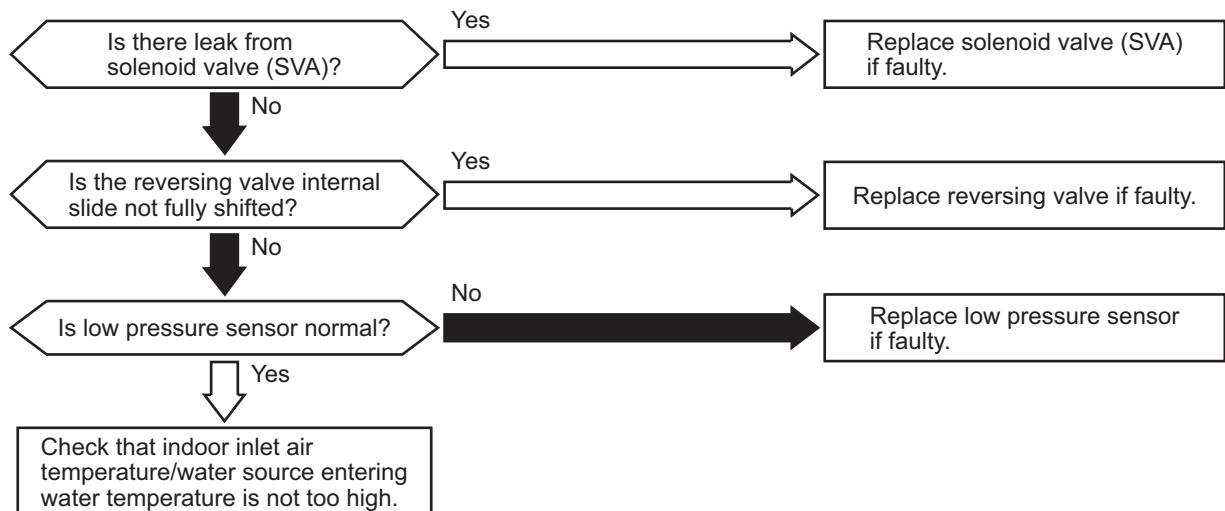 Is there leak from
solenoid valve (SVA)?
Yes
Replace solenoid valve (SVA)
if faulty.
No
Is the reversing valve internal
slide not fully shifted?
Yes
Replace reversing valve if faulty.
No
Is low pressure sensor normal?
No
Replace low pressure sensor
if faulty.
Yes
Check that indoor inlet air
temperature/water source entering
water temperature is not too high.